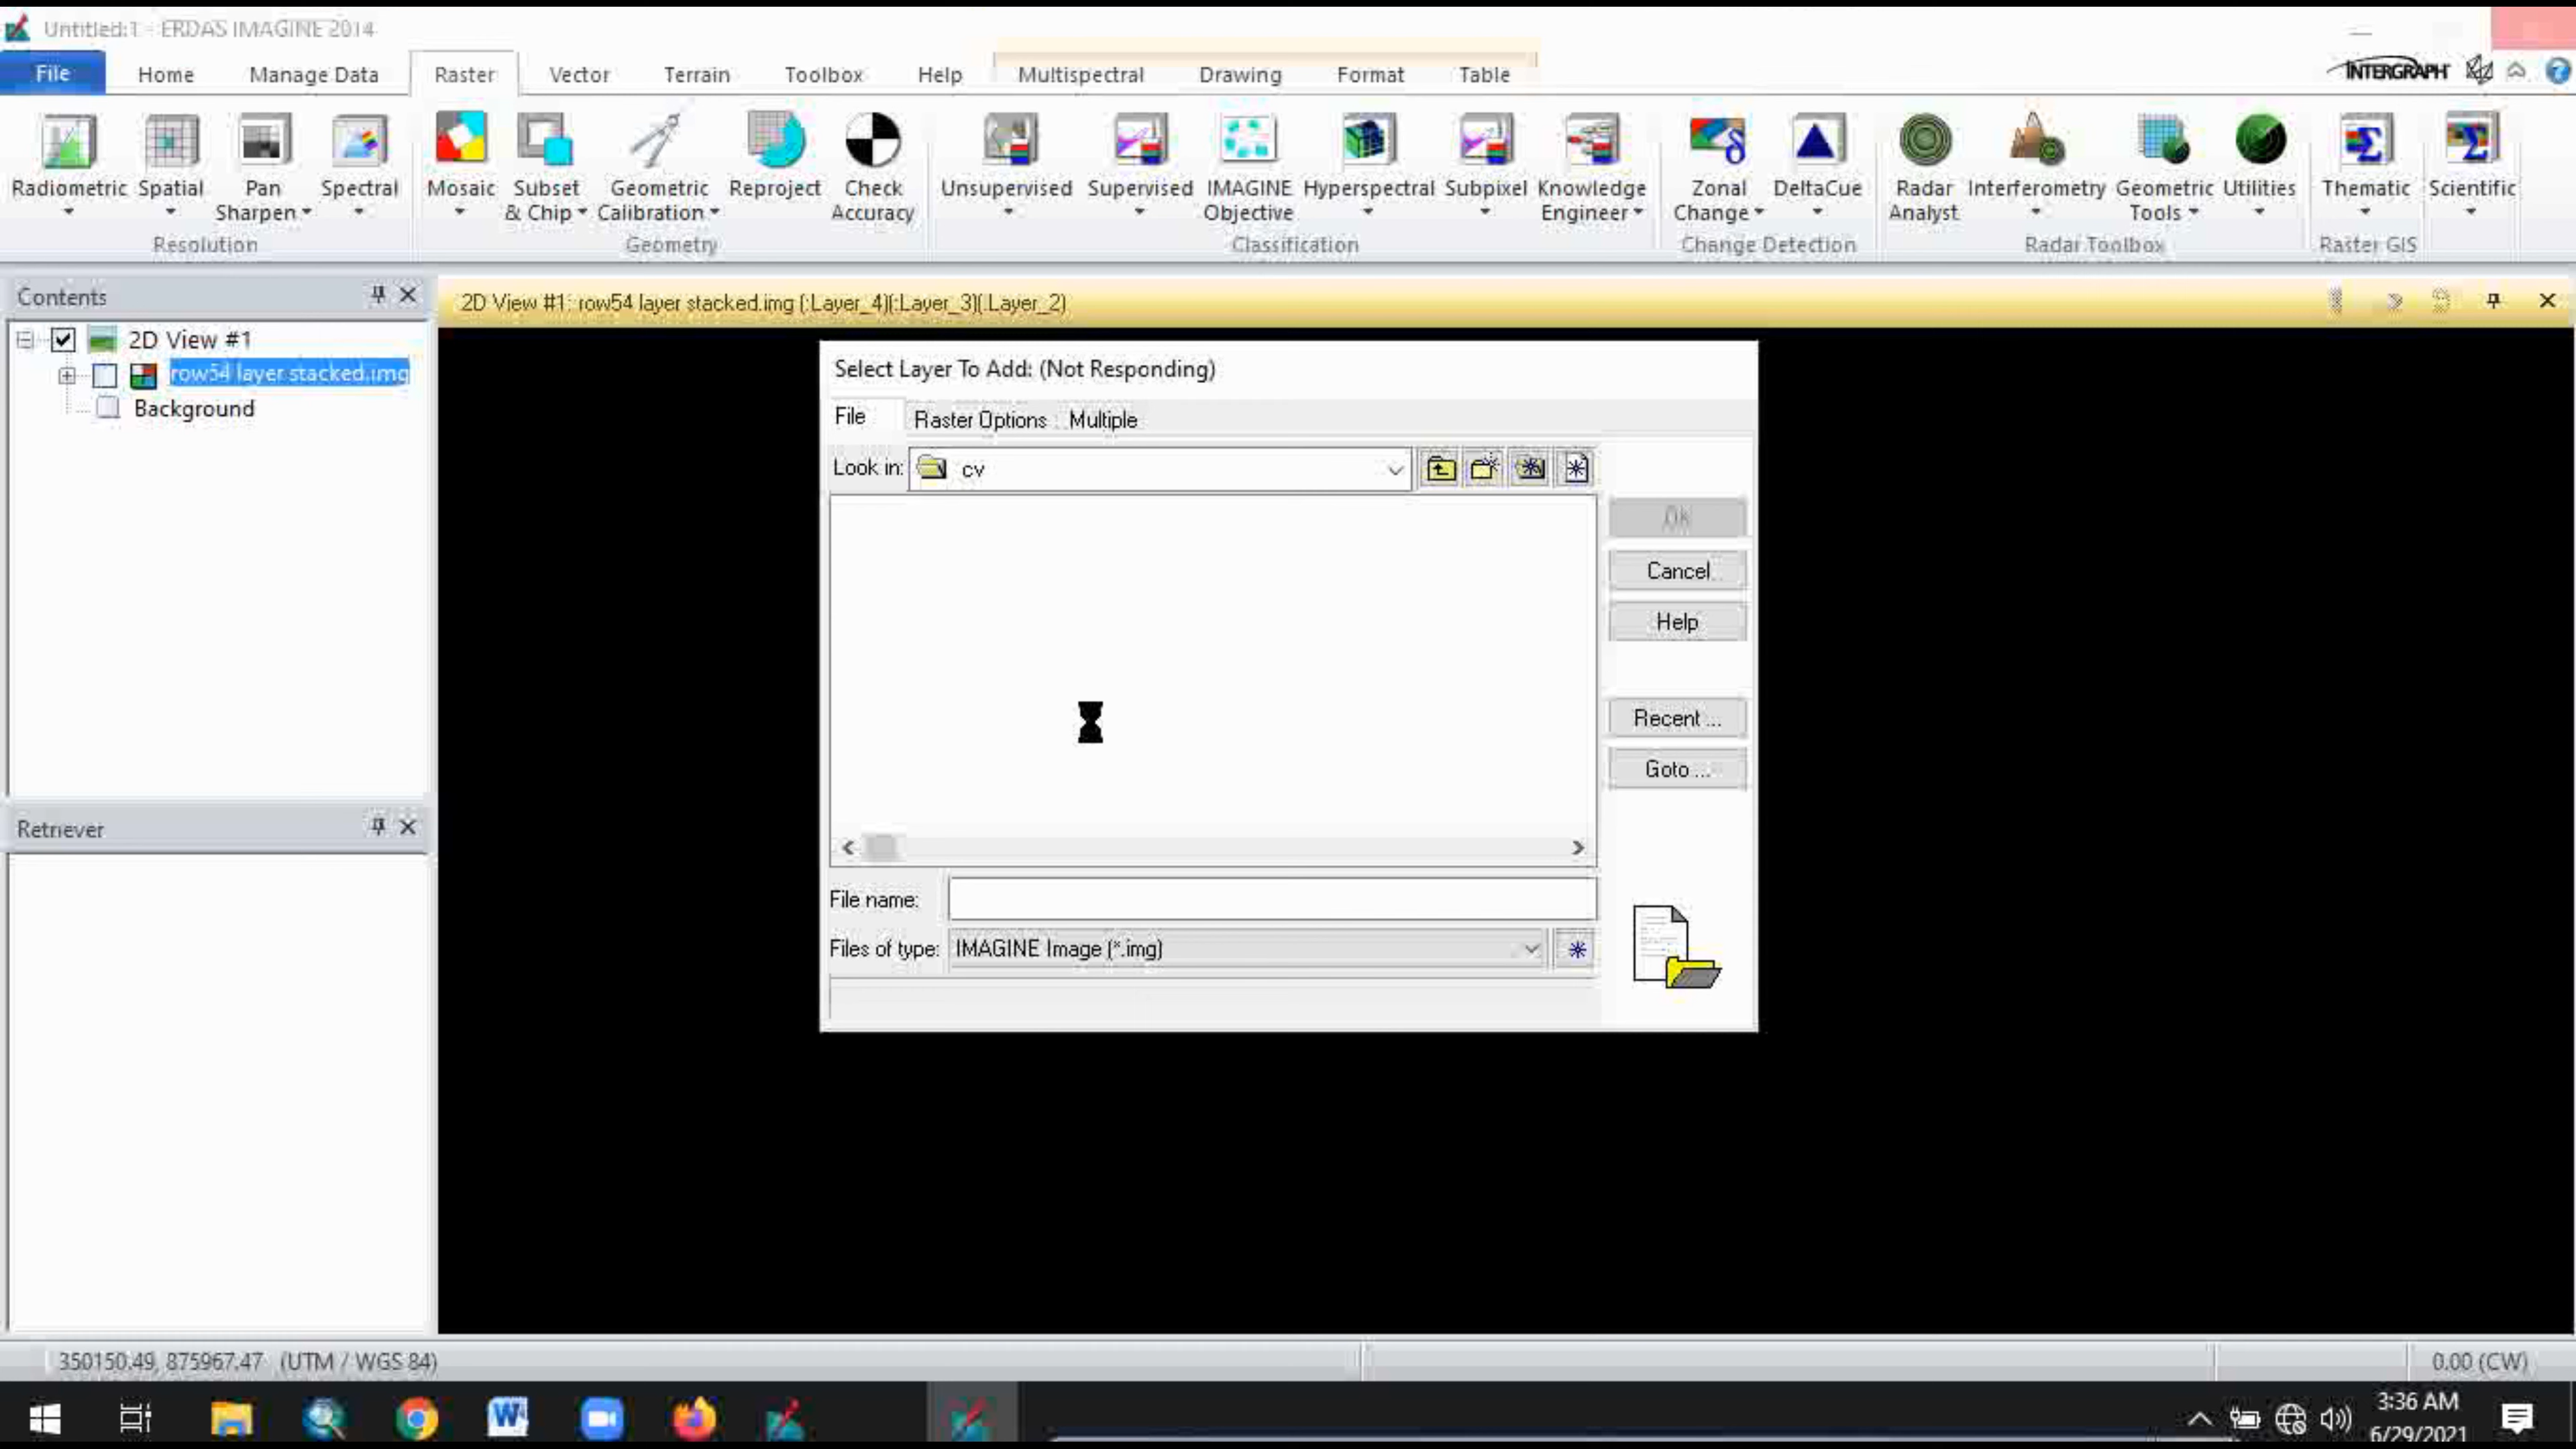 Untitled:1 - ERDAS IMAGINE 2014
File Home Manage Data Raster Vector Terrain Toolbox Help Multispectral Drawing Format Table INTERGRAPH
Radiometric Spatial Pan Sharpen Spectral Mosaic Subset & Chip Geometric Calibration Reproject Check Accuracy Unsupervised Supervised IMAGINE Objective Hyperspectral Subpixel Knowledge Engineer Zonal Change DeltaCue Radar Analyst Interferometry Geometric Tools Utilities Thematic Scientific
Resolution Geometry Classification Change Detection Radar Toolbox Raster GIS
Contents
2D View #1: row54 layer stacked.img (:Layer_4)(:Layer_3)(:Layer_2)
2D View #1
row54 layer stacked.img
Background
Select Layer To Add: (Not Responding)
File Raster Options Multiple
Look in: cv
Ok
Cancel
Help
Recent ...
Goto ...
File name:
Files of type: IMAGINE Image (*.img)
Retriever
350150.49, 875967.47 (UTM / WGS 84)
0.00 (CW)
3:36 AM
6/29/2021